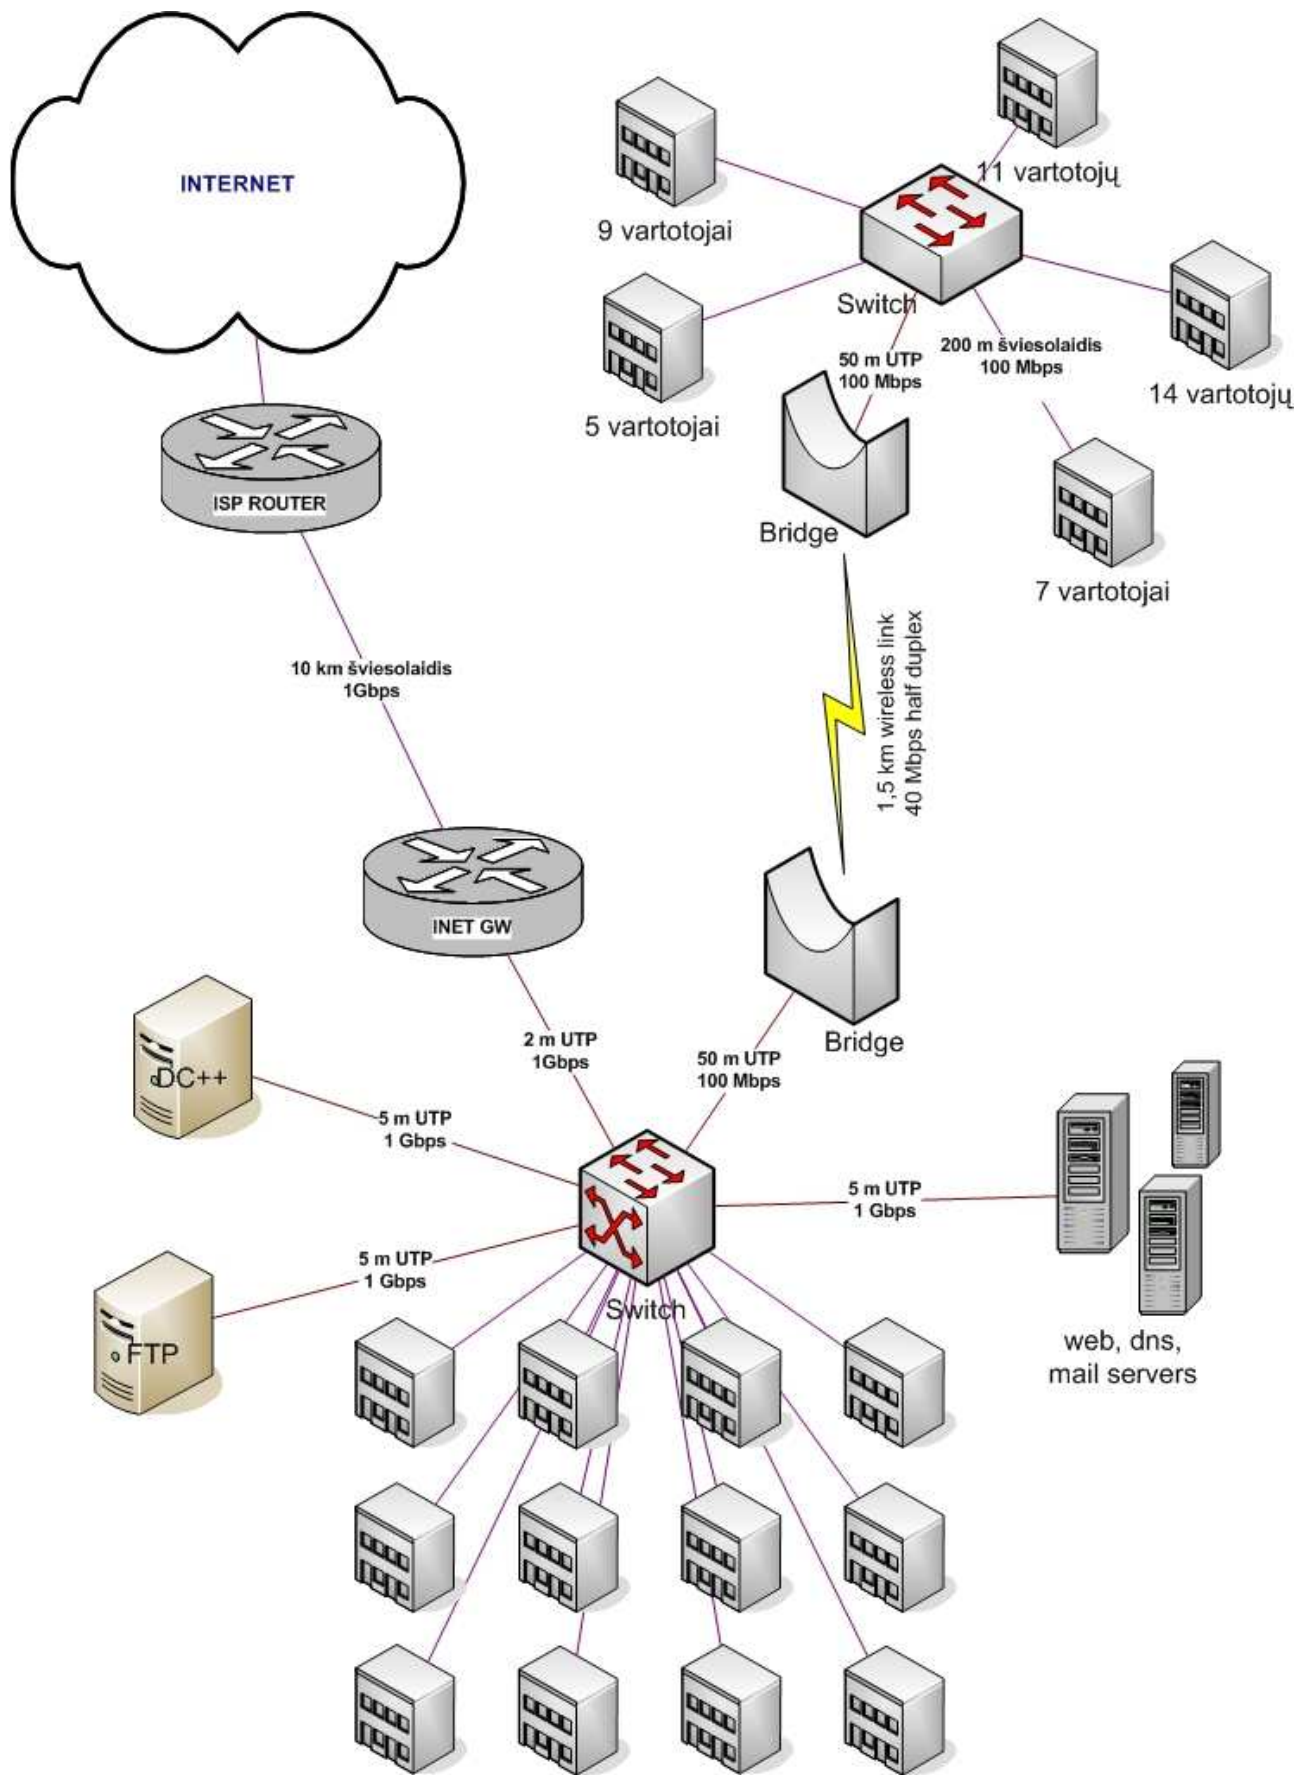 INTERNET
11 vartotojų
9 vartotojai
Switch
14 vartotojų
5 vartotojai
50 m UTP
100 Mbps
200 m šviesolaidis
100 Mbps
ISP ROUTER
Bridge
7 vartotojai
10 km šviesolaidis
1Gbps
1,5 km wireless link
40 Mbps half duplex
INET GW
Bridge
2 m UTP
1Gbps
50 m UTP
100 Mbps
DC++
5 m UTP
1 Gbps
5 m UTP
1 Gbps
5 m UTP
1 Gbps
FTP
Switch
web, dns,
mail servers